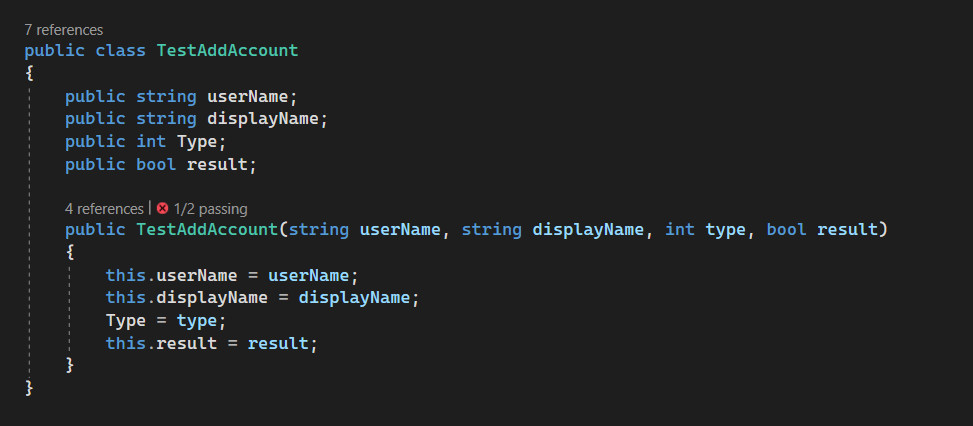 7 references
public class TestAddAccount
{
public string userName;
public string displayName;
public int Type;
public bool result;
4 references | 1/2 passing
public TestAddAccount(string userName, string displayName, int type, bool result)
{
this.userName = userName;
this.displayName = displayName;
Type = type;
this.result = result;
}
}